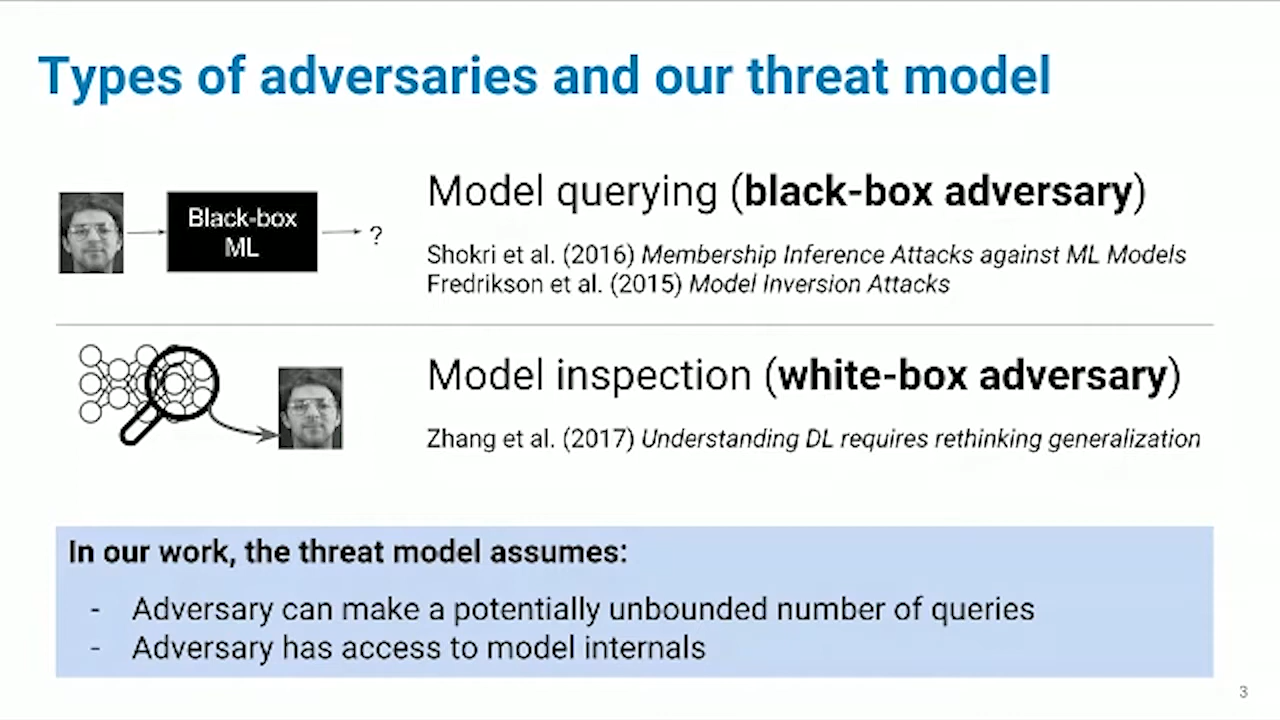 Types of adversaries and our threat model
Black-box
ML
?
Model querying (black-box adversary)
Shokri et al. (2016) Membership Inference Attacks against ML Models
Fredrikson et al. (2015) Model Inversion Attacks
Model inspection (white-box adversary)
Zhang et al. (2017) Understanding DL requires rethinking generalization
In our work, the threat model assumes:
- Adversary can make a potentially unbounded number of queries
- Adversary has access to model internals
3